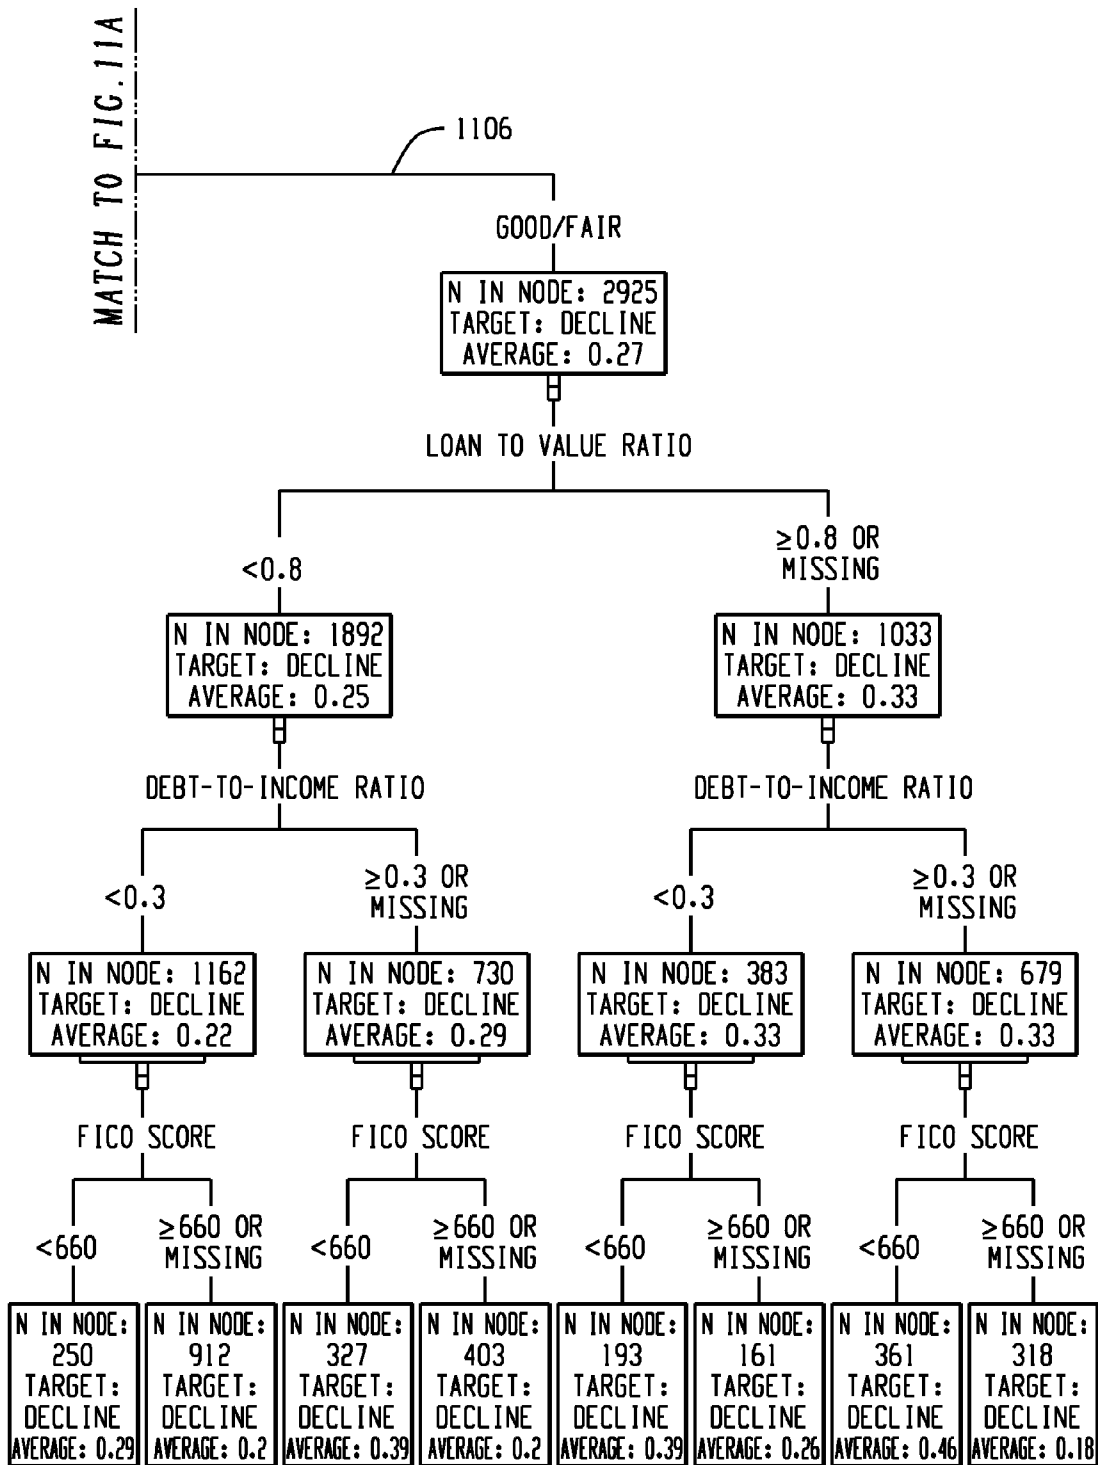 MATCH TO FIG.11A
1106
GOOD/FAIR
N IN NODE: 2925
TARGET: DECLINE
AVERAGE: 0.27
LOAN TO VALUE RATIO
<0.8
≥0.8 OR
MISSING
N IN NODE: 1892
TARGET: DECLINE
AVERAGE: 0.25
N IN NODE: 1033
TARGET: DECLINE
AVERAGE: 0.33
DEBT-TO-INCOME RATIO
DEBT-TO-INCOME RATIO
<0.3
≥0.3 OR
MISSING
<0.3
≥0.3 OR
MISSING
N IN NODE: 1162
TARGET: DECLINE
AVERAGE: 0.22
N IN NODE: 730
TARGET: DECLINE
AVERAGE: 0.29
N IN NODE: 383
TARGET: DECLINE
AVERAGE: 0.33
N IN NODE: 679
TARGET: DECLINE
AVERAGE: 0.33
FICO SCORE
FICO SCORE
FICO SCORE
FICO SCORE
<660
≥660 OR
MISSING
<660
≥660 OR
MISSING
<660
≥660 OR
MISSING
<660
≥660 OR
MISSING
N IN NODE:
250
TARGET:
DECLINE
AVERAGE: 0.29
N IN NODE:
912
TARGET:
DECLINE
AVERAGE: 0.2
N IN NODE:
327
TARGET:
DECLINE
AVERAGE: 0.39
N IN NODE:
403
TARGET:
DECLINE
AVERAGE: 0.2
N IN NODE:
193
TARGET:
DECLINE
AVERAGE: 0.39
N IN NODE:
161
TARGET:
DECLINE
AVERAGE: 0.26
N IN NODE:
361
TARGET:
DECLINE
AVERAGE: 0.46
N IN NODE:
318
TARGET:
DECLINE
AVERAGE: 0.18